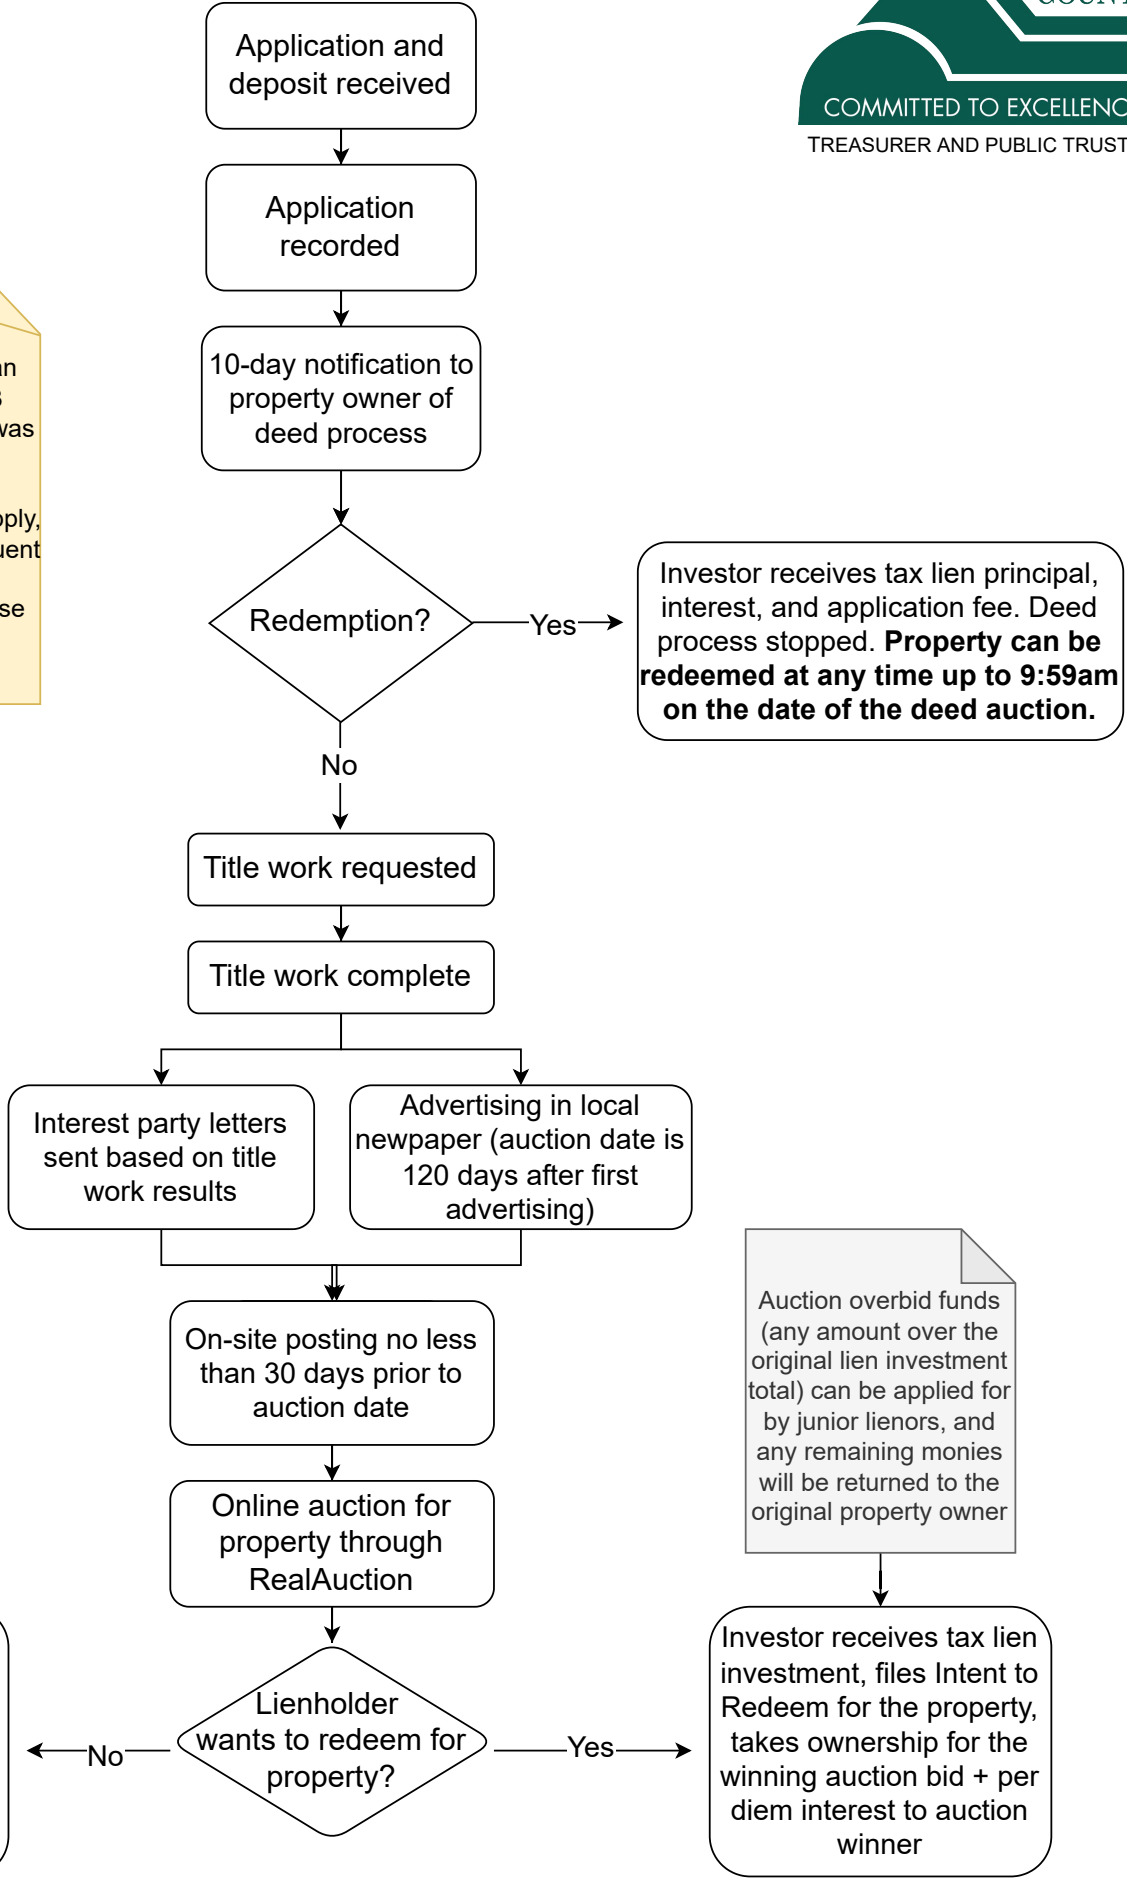 Application and
deposit received
COMMITTED TO
TREASURER AND PUBLIC
Application
recorded
10-day notification to
property owner of
deed process
was
Redemption?
Yes
Investor receives tax lien principal,
interest, and application fee. Deed
process stopped. Property can be
redeemed at any time up to 9:59am
on the date of the deed auction.
No
Title work requested
Title work complete
Interest party letters
sent based on title
work results
Advertising in local
newpaper (auction date is
120 days after first
advertising)
On-site posting no less
than 30 days prior to
auction date
Auction overbid funds
(any amount over the
original lien investment
total) can be applied for
by junior lienors, and
any remaining monies
will be returned to the
original property owner
Online auction for
property through
RealAuction
Lienholder
wants to redeem for
property?
No
Yes
Investor receives tax lien
investment, files Intent to
Redeem for the property,
takes ownership for the
winning auction bid + per
diem interest to auction
winner